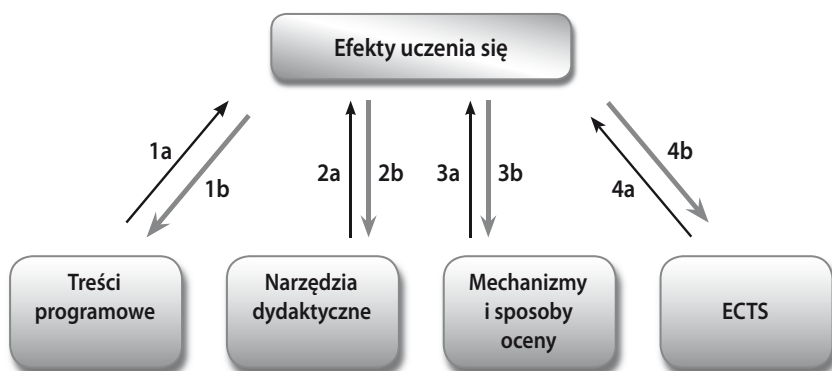 Efekty uczenia się
1a
1b
2a
2b
3a
3b
4a
4b
Treści
programowe
Narzędzia
dydaktyczne
Mechanizmy
i sposoby
oceny
ECTS